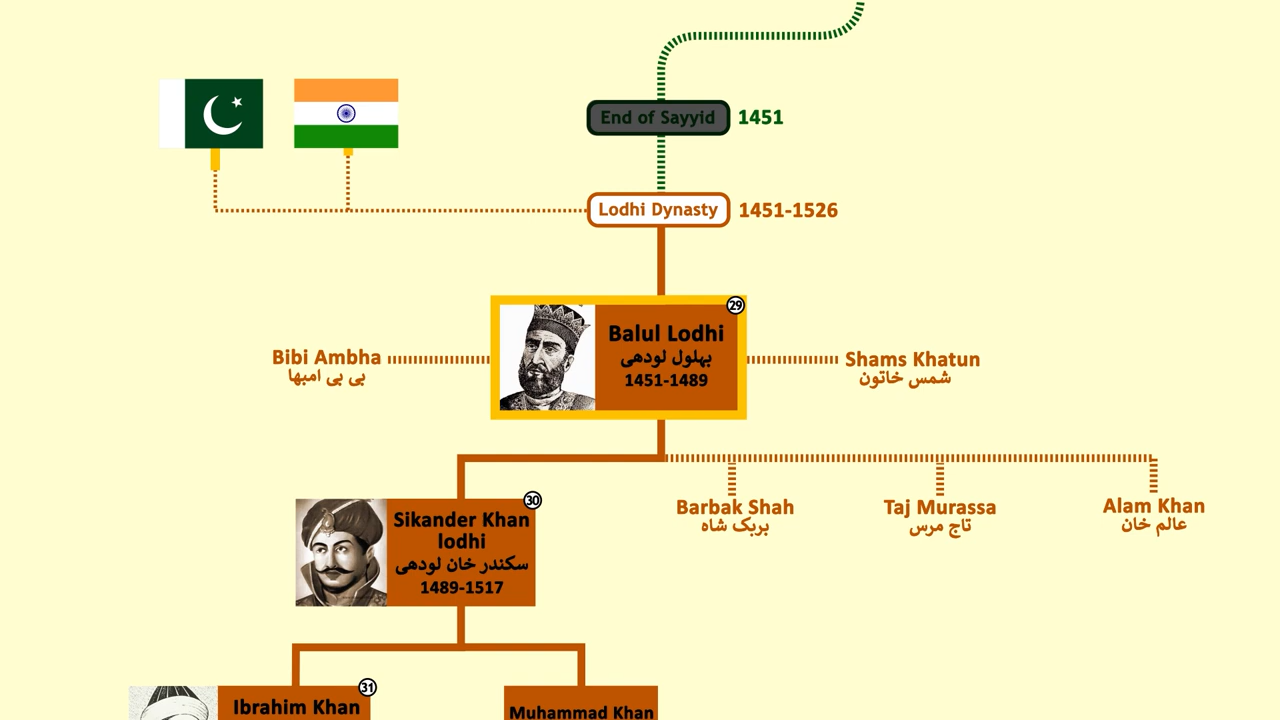 End of Sayyid 1451
Lodhi Dynasty 1451-1526
29
Balul Lodhi
بہلول لودھی
1451-1489
Bibi Ambha
بی بی امبھا
Shams Khatun
شمس خاتون
30
Sikander Khan
lodhi
سکندر خان لودھی
1489-1517
Barbak Shah
بربک شاہ
Taj Murassa
تاج مرس
Alam Khan
عالم خان
31
Ibrahim Khan
Muhammad Khan